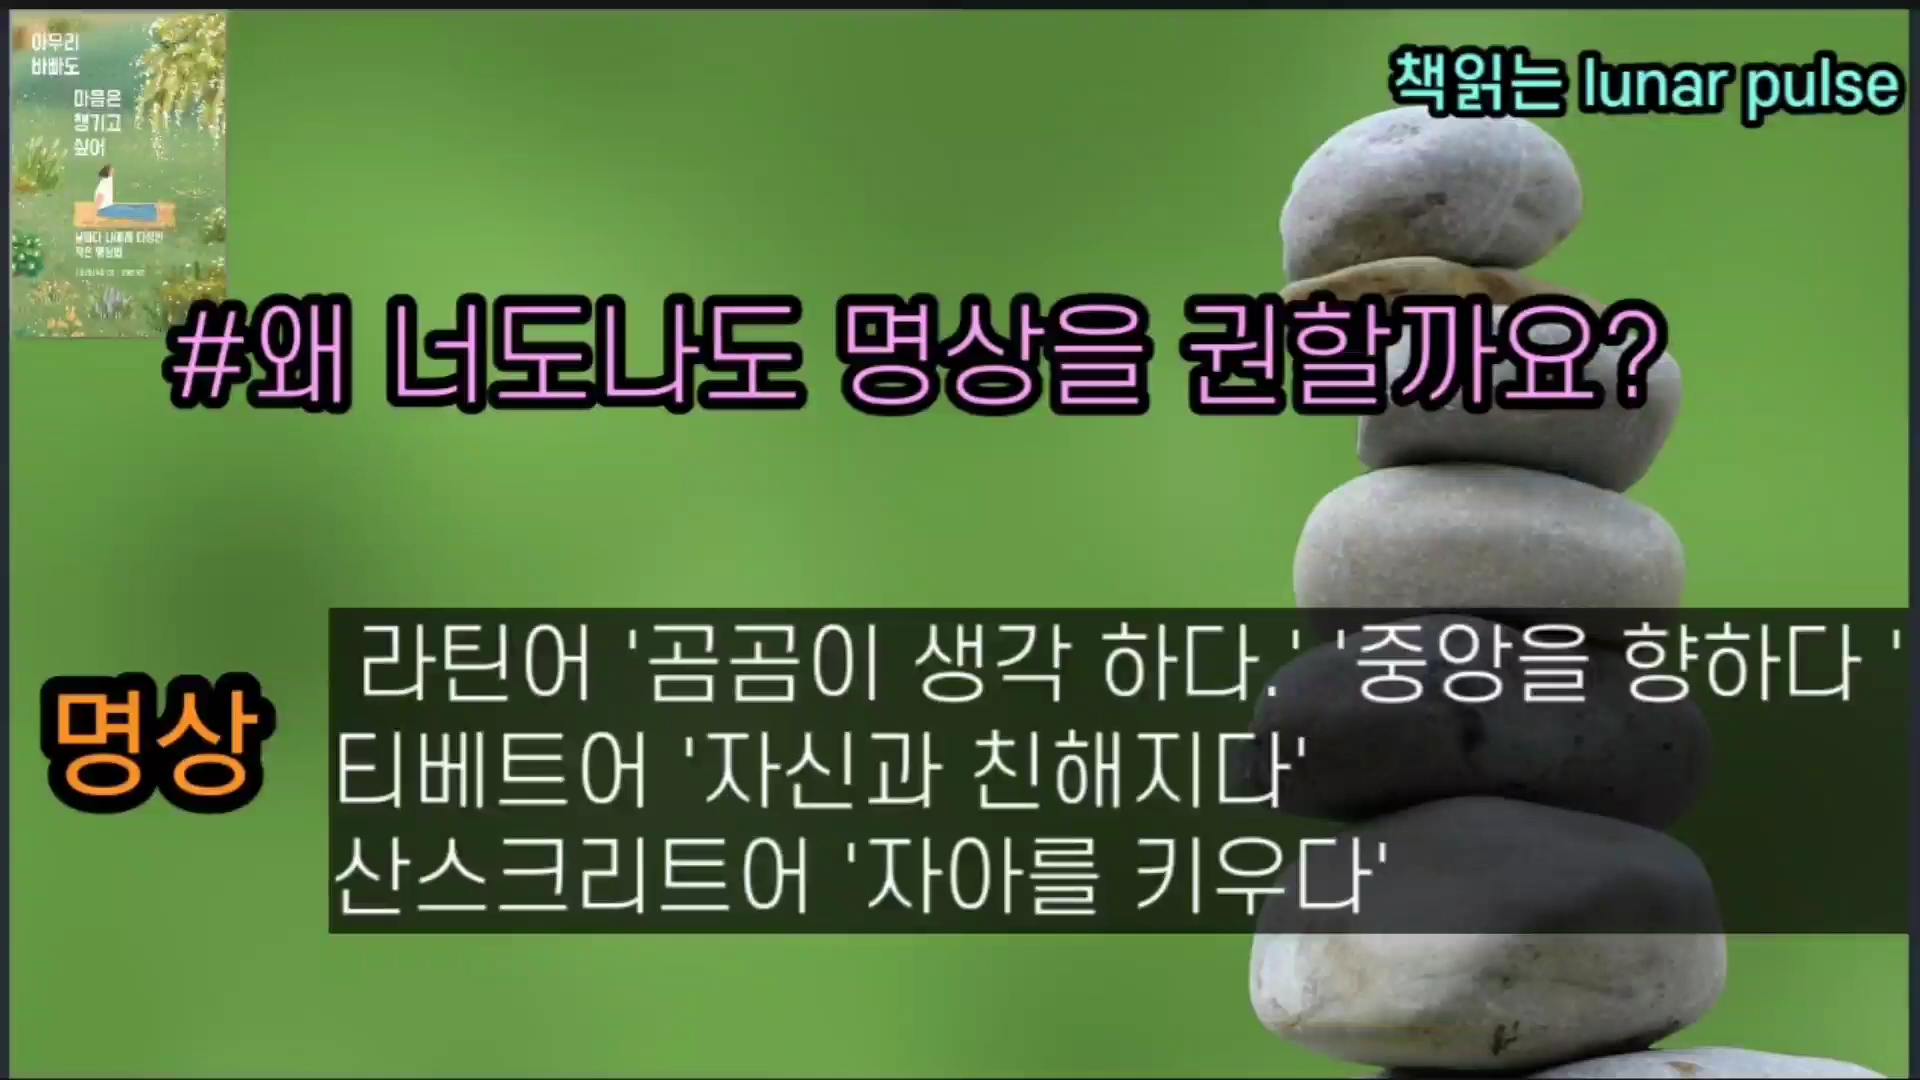 아무리
바빠도
마음은
챙기고
싶어
책읽는 lunar pulse
#왜 너도나도 명상을 권할까요?
명상
라틴어 '곰곰이 생각 하다.' '중앙을 향하다 '
티베트어 '자신과 친해지다'
산스크리트어 '자아를 키우다'